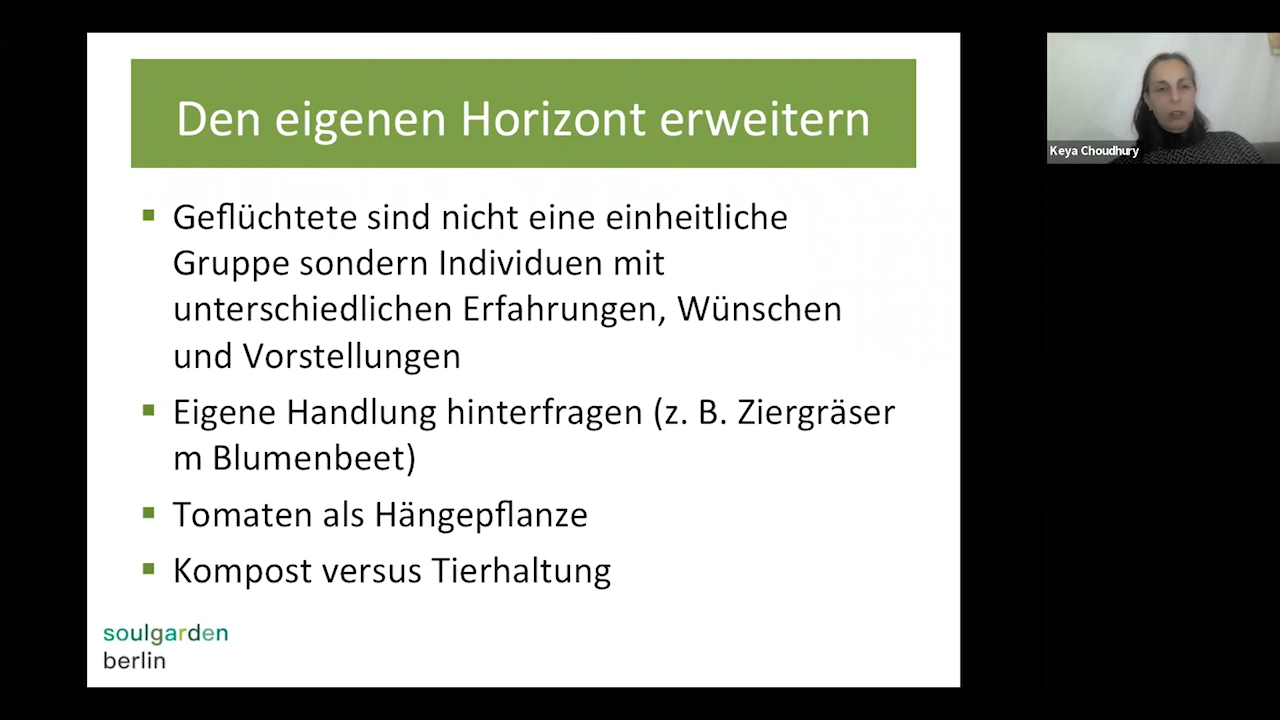 Den eigenen Horizont erweitern
Geflüchtete sind nicht eine einheitliche
Gruppe sondern Individuen mit
unterschiedlichen Erfahrungen, Wünschen
und Vorstellungen
Eigene Handlung hinterfragen (z. B. Ziergräser
m Blumenbeet)
Tomaten als Hängepflanze
Kompost versus Tierhaltung
soulgarden
berlin
Keya Choudhury